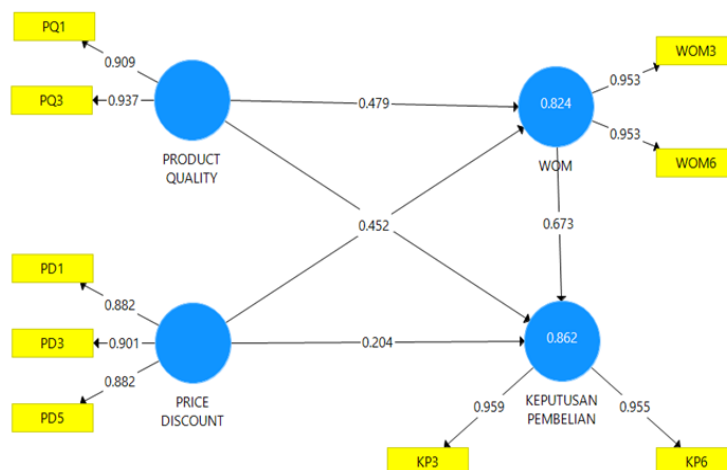 PQ1
0.909
PQ3
0.937
PRODUCT
QUALITY
0.479
0.824
WOM
WOM3
0.953
0.953
WOM6
0.452
0.673
PD1
0.882
PD3
0.901
0.882
PD5
PRICE
DISCOUNT
0.204
0.862
KEPUTUSAN
PEMBELIAN
0.959
0.955
KP3
KP6